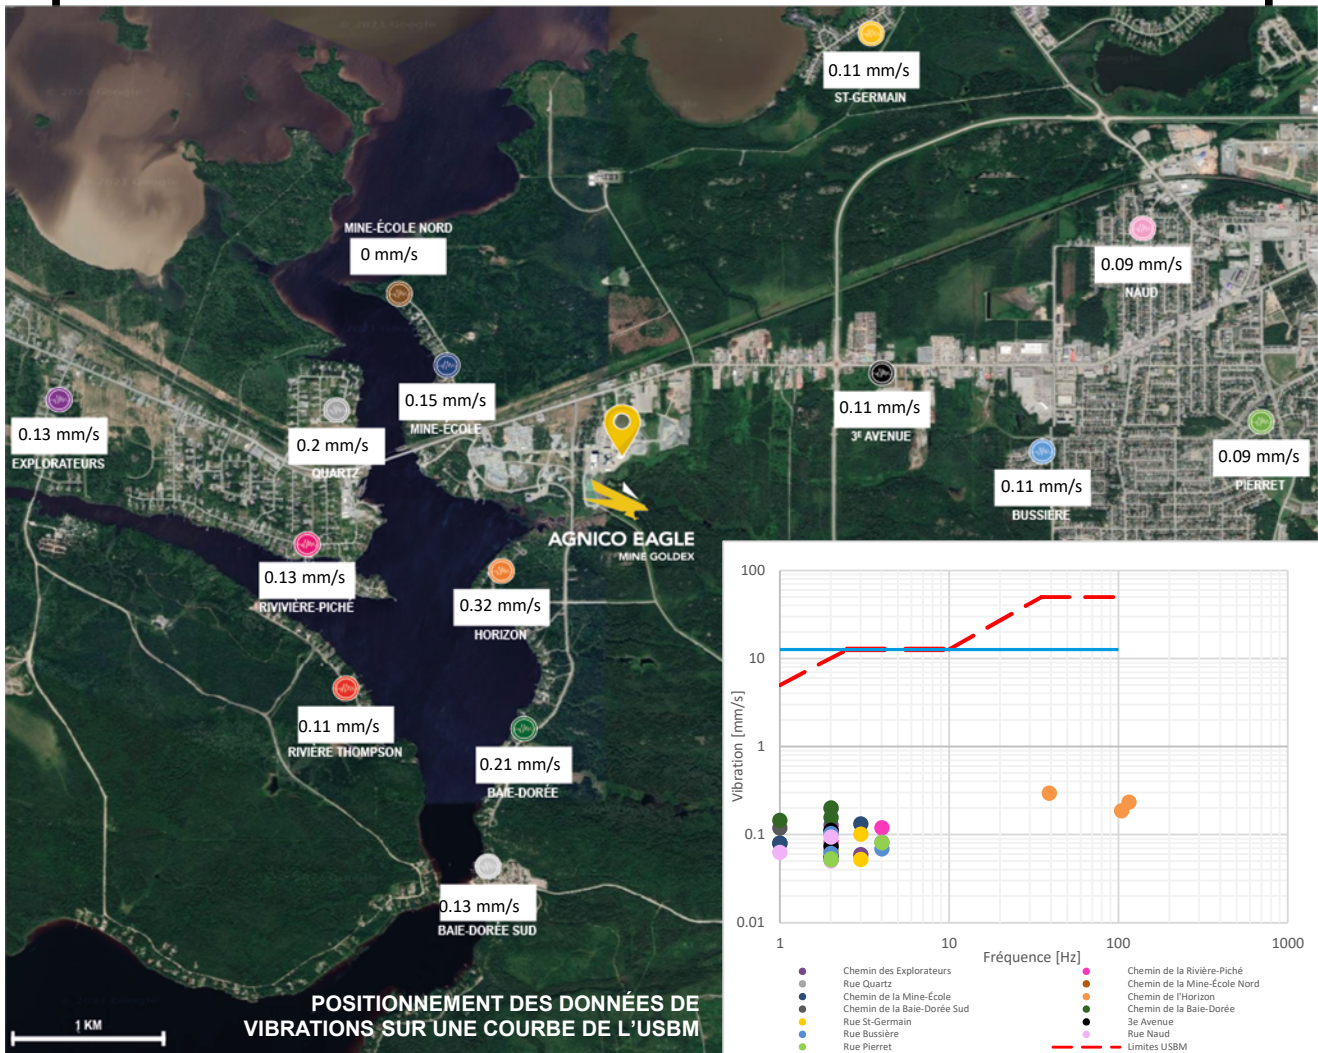 0.11 mm/s
ST-GERMAIN
MINE-ÉCOLE NORD
0 mm/s
0.09 mm/s
NAUD
0.15 mm/s
MINE-ÉCOLE
0.13 mm/s
EXPLORATEURS
0.2 mm/s
QUARTZ
0.11 mm/s
3E AVENUE
0.11 mm/s
BUSSIÈRE
0.09 mm/s
PIERRET
AGNICO EAGLE
MINE GOLDEX
0.13 mm/s
RIVIVIÈRE-PICHÉ
0.32 mm/s
HORIZON
0.11 mm/s
RIVIÈRE THOMPSON
0.21 mm/s
BAIE-DORÉE
0.13 mm/s
BAIE-DORÉE SUD
POSITIONNEMENT DES DONNÉES DE
VIBRATIONS SUR UNE COURBE DE L'USBM
1 KM
100
10
1
0.1
0.01
Vibration [mm/s]
1 10 100 1000
Fréquence [Hz]
Chemin des Explorateurs
Rue Quartz
Chemin de la Mine-École
Chemin de la Baie-Dorée Sud
Rue St-Germain
Rue Bussière
Rue Pierret
Chemin de la Rivière-Piché
Chemin de la Mine-École Nord
Chemin de l'Horizon
Chemin de la Baie-Dorée
3e Avenue
Rue Naud
Limites USBM